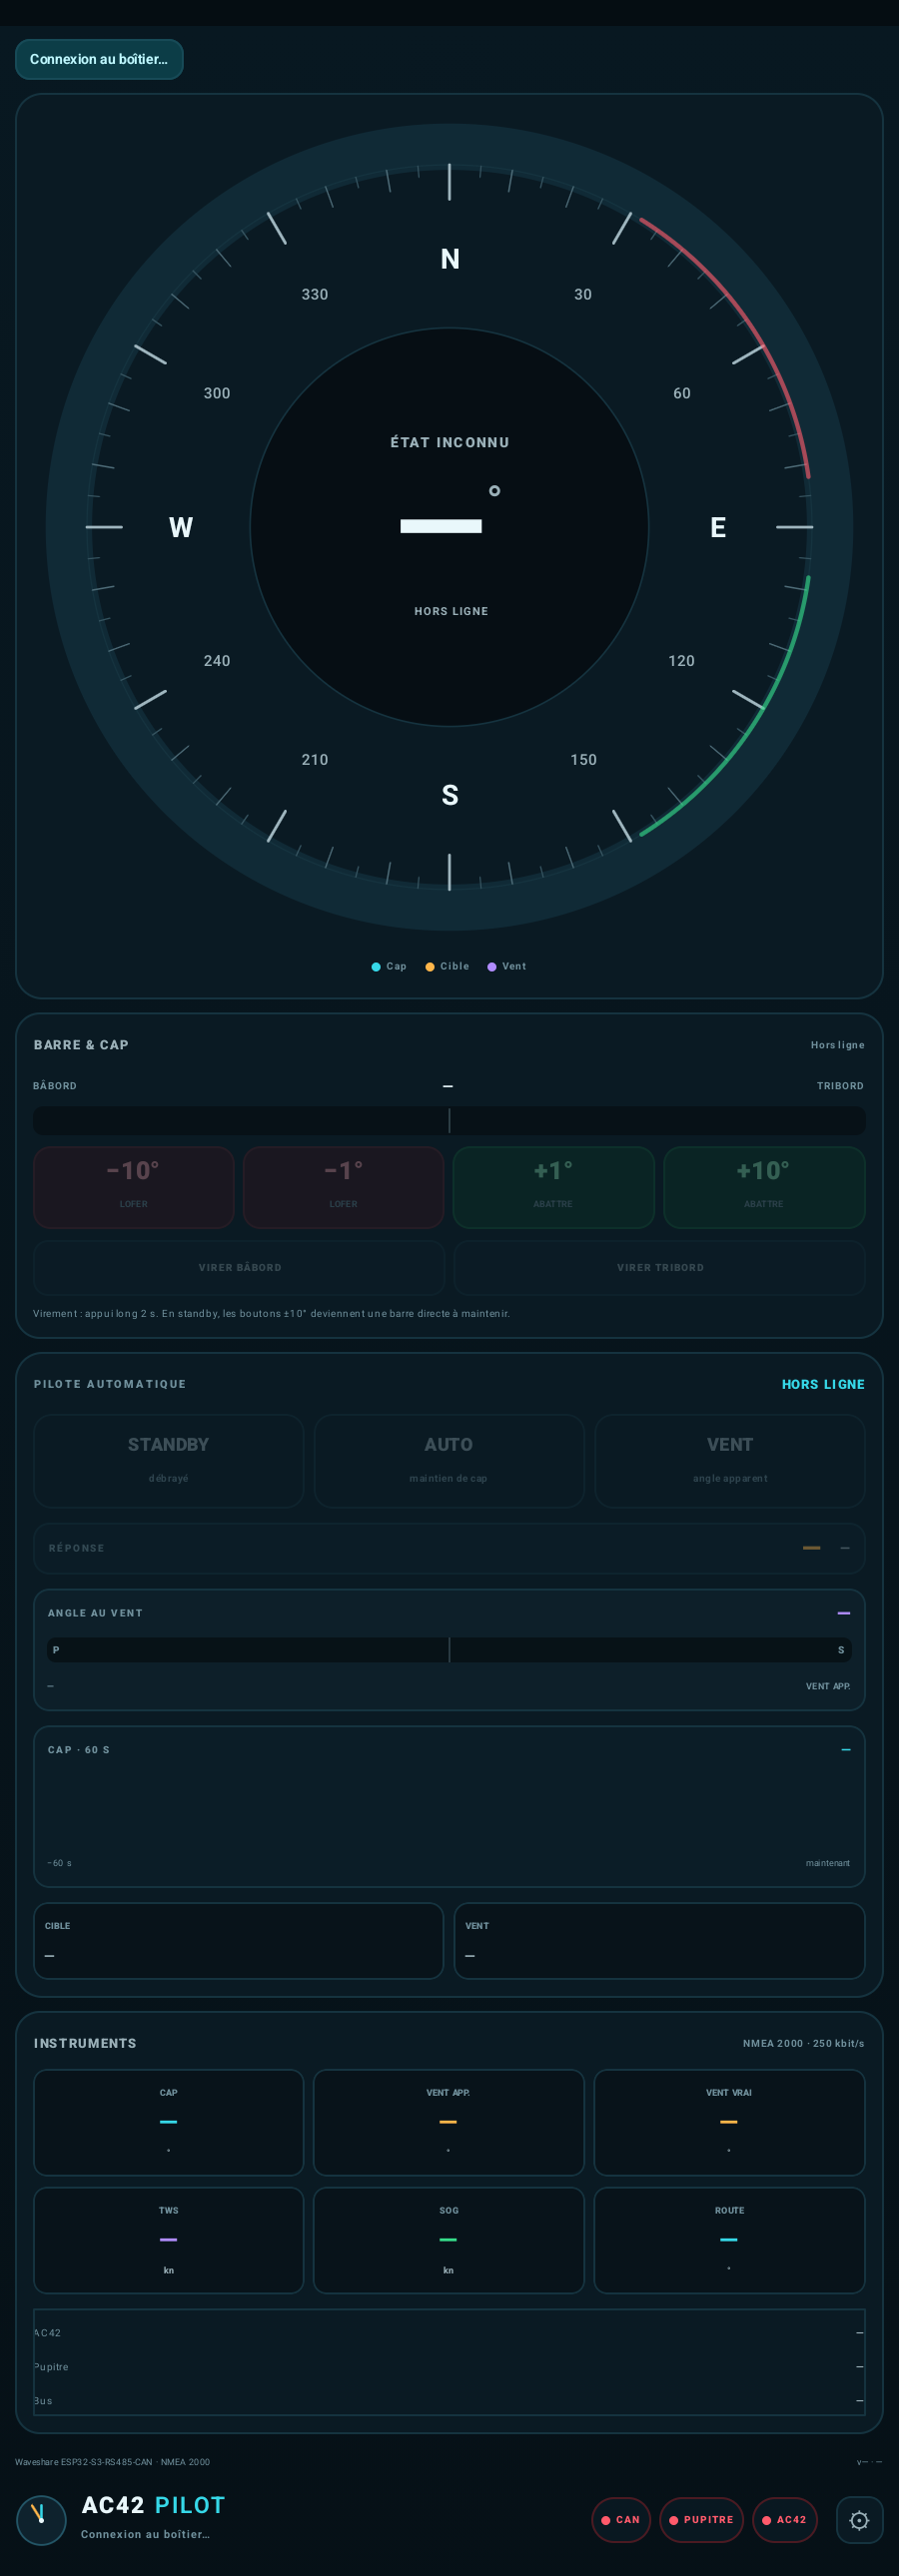 Connexion au boîtier…
N
330
30
300
60
ÉTAT INCONNU
—°
W
E
HORS LIGNE
240
120
210
150
S
Cap
Cible
Vent
BARRE & CAP
Hors ligne
BÂBORD
—
TRIBORD
−10°
−1°
+1°
+10°
LOFER
LOFER
ABATTRE
ABATTRE
VIRER BÂBORD
VIRER TRIBORD
Virement : appui long 2 s. En standby, les boutons ±10° deviennent une barre directe à maintenir.
PILOTE AUTOMATIQUE
HORS LIGNE
STANDBY
AUTO
VENT
débrayé
maintien de cap
angle apparent
RÉPONSE
— —
ANGLE AU VENT
—
P
S
—
VENT APP.
CAP · 60 S
—
−60 s
maintenant
CIBLE
VENT
—
—
INSTRUMENTS
NMEA 2000 · 250 kbit/s
CAP
VENT APP.
VENT VRAI
—
—
—
°
°
°
TWS
SOG
ROUTE
—
—
—
kn
kn
°
AC42
—
Pupitre
—
Bus
—
Waveshare ESP32-S3-RS485-CAN · NMEA 2000
v— · —
AC42 PILOT
Connexion au boîtier…
CAN
PUPITRE
AC42